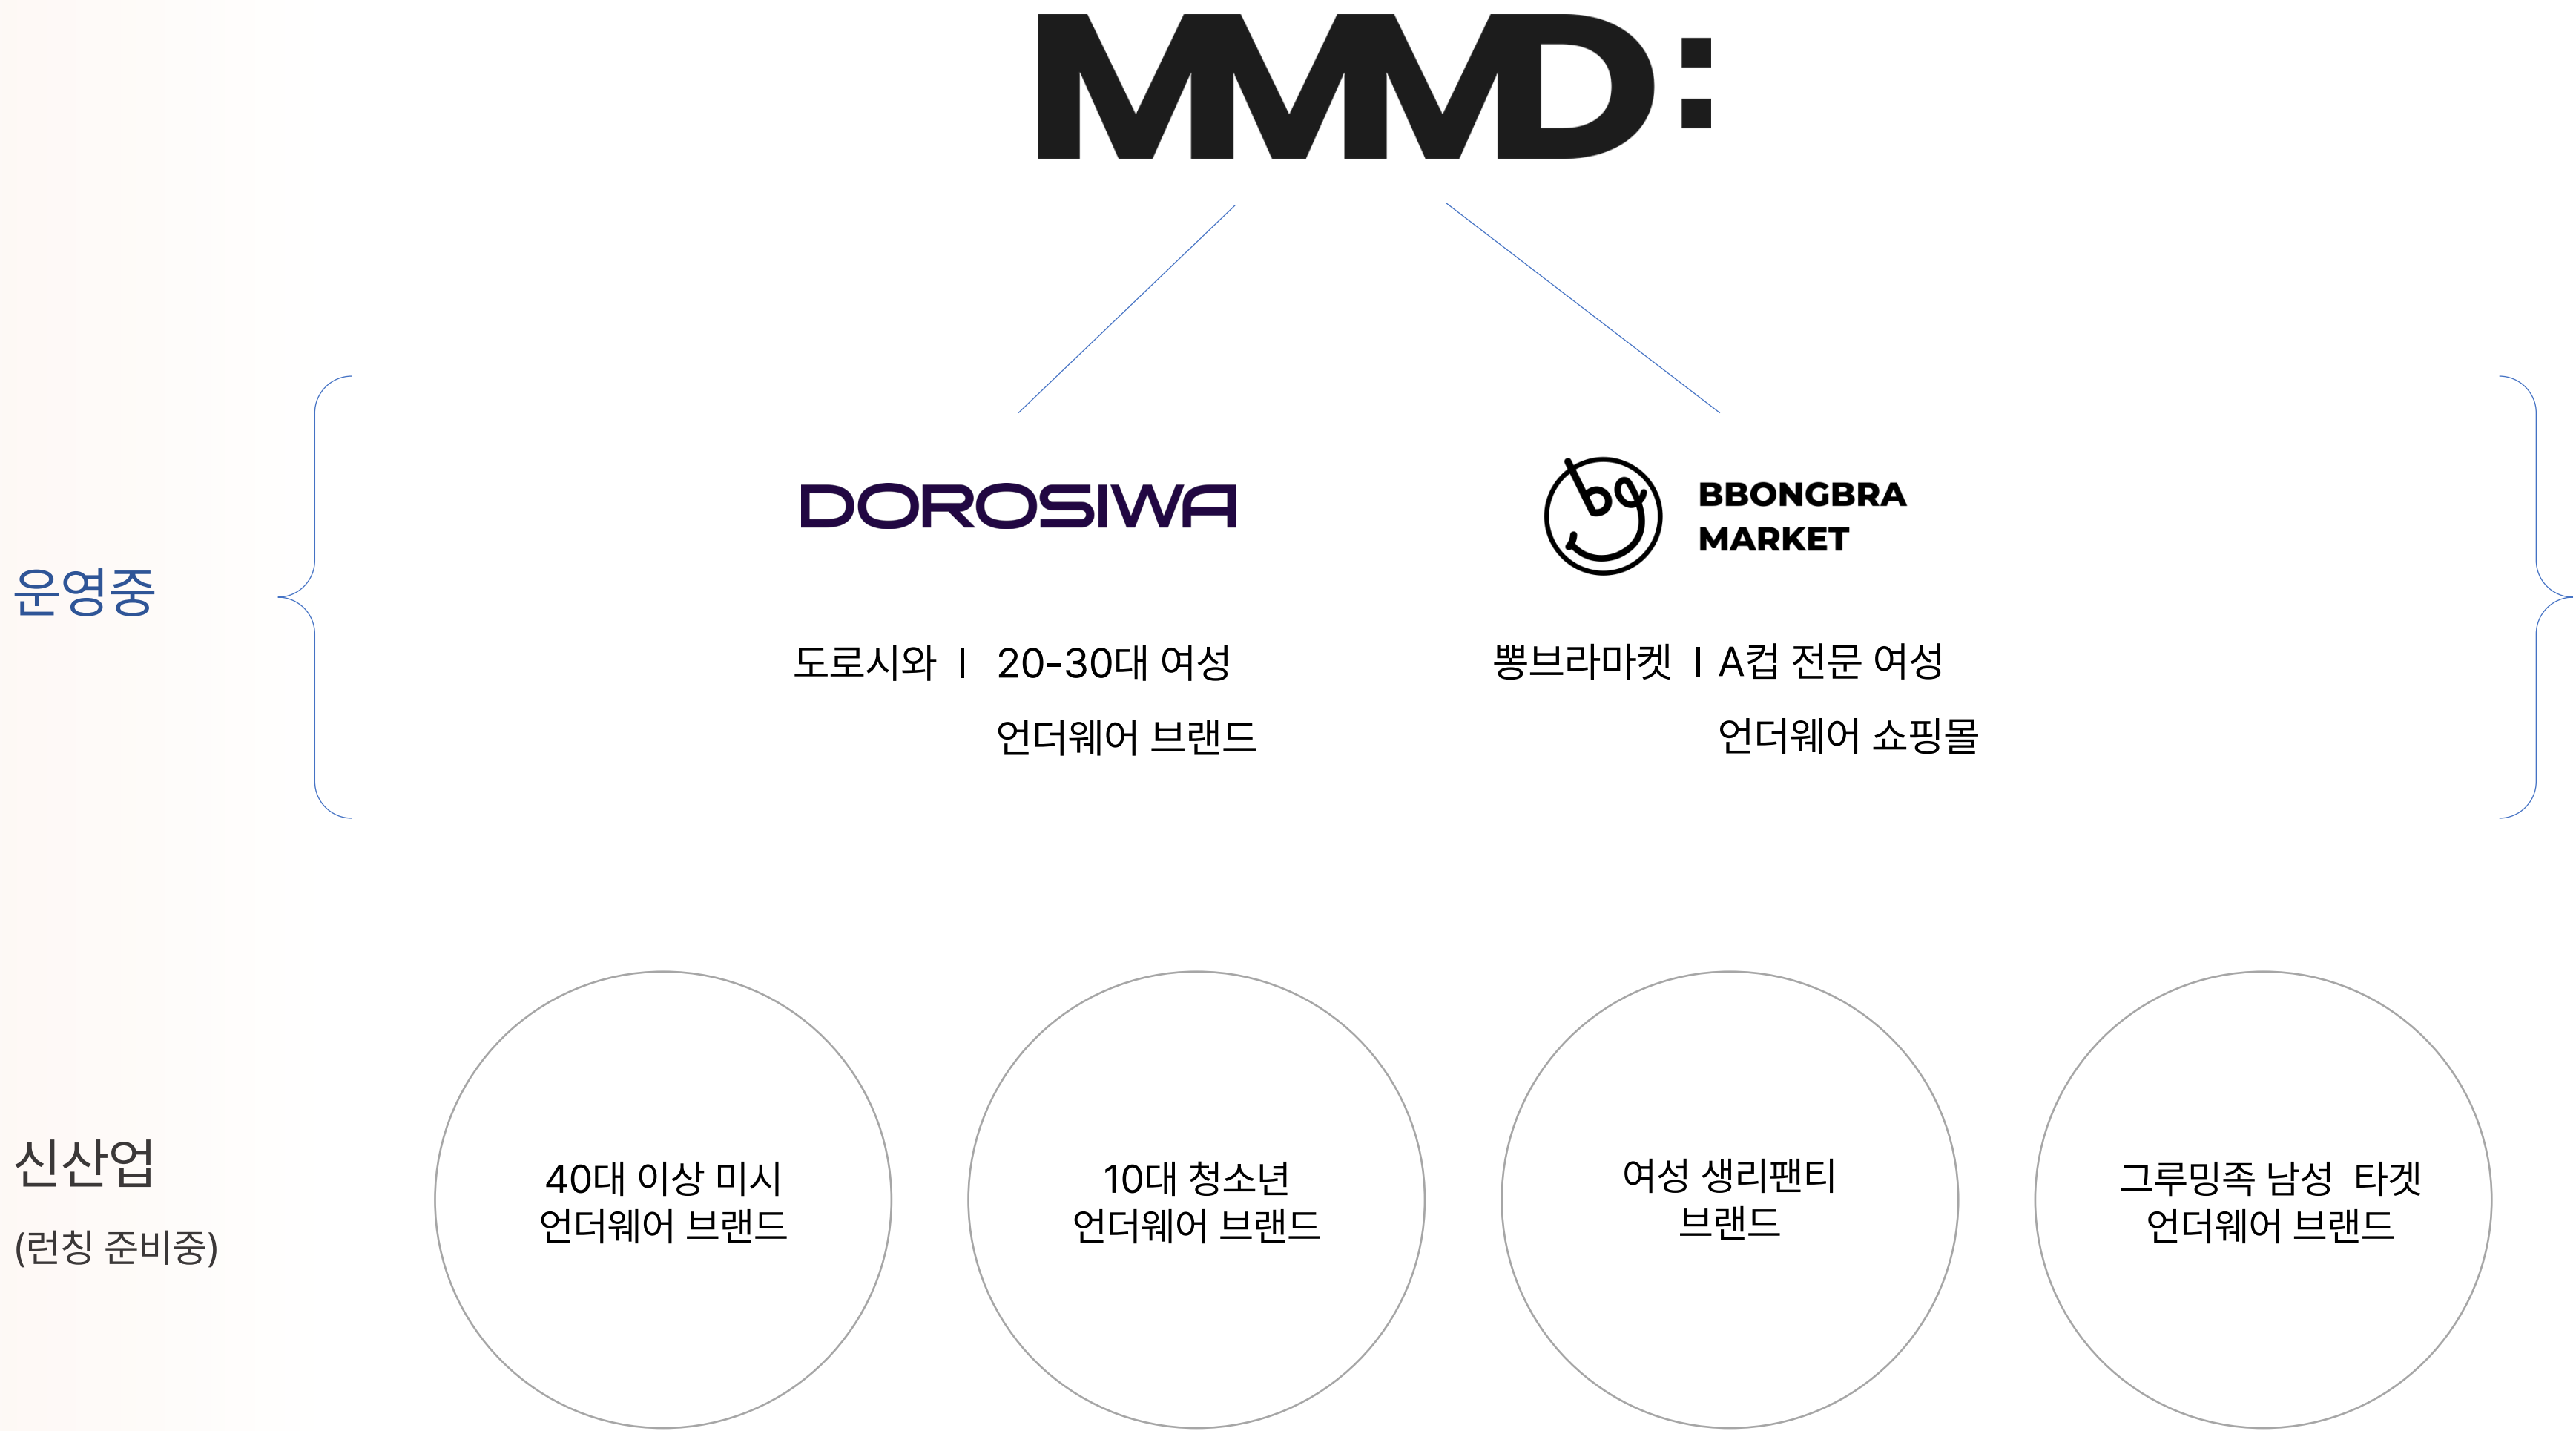 MMMD:
DOROSIWA
BBONGBRA
MARKET
운영중
도로시와 I 20-30대 여성
언더웨어 브랜드
뽕브라마켓 I A컵 전문 여성
언더웨어 쇼핑몰
신산업
(런칭 준비중)
40대 이상 미시
언더웨어 브랜드
10대 청소년
언더웨어 브랜드
여성 생리팬티
브랜드
그루밍족 남성 타겟
언더웨어 브랜드